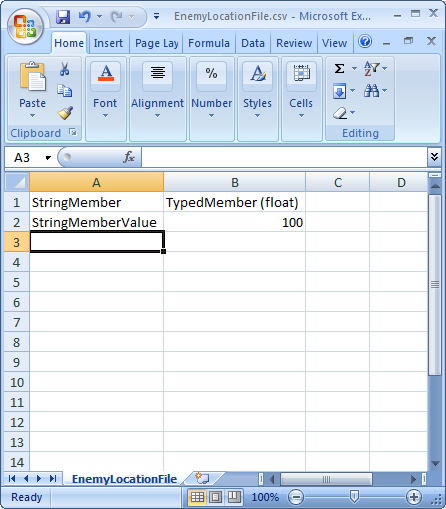 EnemyLocationFile.csv - Microsoft Ex...
Home Insert Page Lay Formula Data Review View
Paste Font Alignment Number Styles Cells
Clipboard Editing
A3 fx
A B C D
1 StringMember TypedMember (float)
2 StringMemberValue 100
3
4
5
6
7
8
9
10
11
12
13
14
EnemyLocationFile
Ready 100%